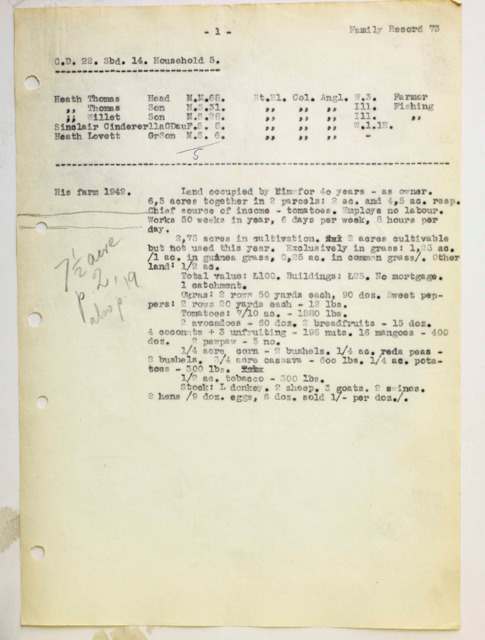 - 1 -
Family Record 73
C.D. 22. Sbd. 14. Household 5.
Heath Thomas Head M.M.68. Nt.Bl. Col. Angl. W.3. Farmer
,, Thomas Son M.S.31. ,, ,, ,, Ill. Fishing
,, Willet Son M.S.28. ,, ,, ,, Ill. ,,
Sinclair CinderellaGDauF.S. 8. ,, ,, ,, W.1.12.
Heath Lovett GrSon M.S. 6. ,, ,, ,, -
5
His farm 1942. Land occupied by Him for 40 years - as owner.
6,5 acres together in 2 parcels: 2 ac. and 4,5 ac. resp.
Chief source of income - tomatoes. Employs no labour.
Works 50 weeks in year, 6 days per week, 8 hours per
day.
2,75 acres in cultivation. 2 acres cultivable
but not used this year. Exclusively in grass: 1,25 ac.
/1 ac. in guinea grass, 0,25 ac. in common grass/. Other
land: 1/2 ac.
Total value: £100. Buildings: £25. No mortgage.
1 catchment.
Okras: 2 rows 50 yards each, 90 doz. Sweet pep-
pers: 2 rows 20 yards each - 12 lbs.
Tomatoes: 7/10 ac. - 1880 lbs.
2 avocadoes - 60 doz. 2 breadfruits - 15 doz.
4 coconuts + 3 unfruiting - 196 nuts. 16 mangoes - 400
doz. 2 pawpaw - 5 no.
1/4 acre, corn - 2 bushels. 1/4 ac. reda peas -
2 bushels. 3/4 acre cassava - 600 lbs. 1/4 ac. pota-
toes - 300 lbs.
1/2 ac. tobacco - 300 lbs.
Stock: 1 donkey. 2 sheep. 3 goats. 2 swines.
2 hens /9 doz. eggs, 6 doz. sold 1/- per doz./.
7½ acre
p 2, 19
also p